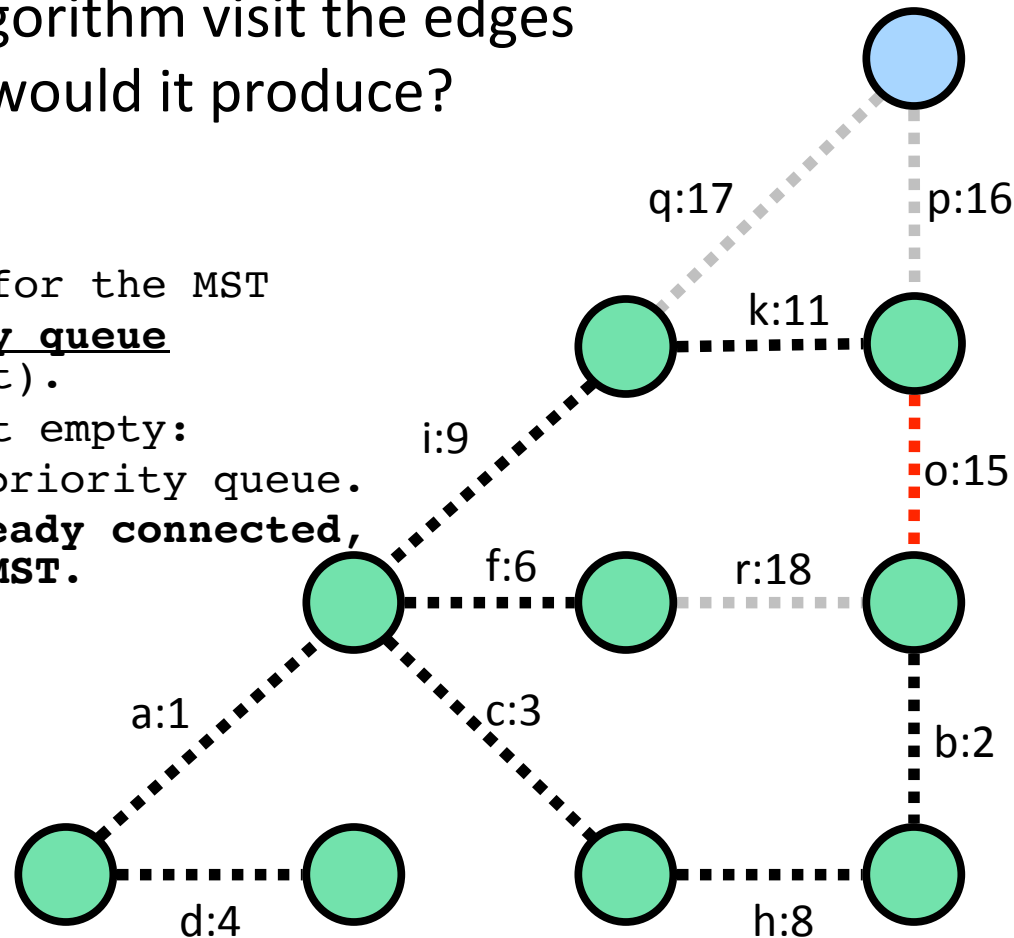 gorithm visit the edges
would it produce?
for the MST
y queue
t).
t empty:
priority queue.
eady connected,
MST.
q:17
p:16
k:11
i:9
o:15
f:6
r:18
a:1
c:3
b:2
d:4
h:8